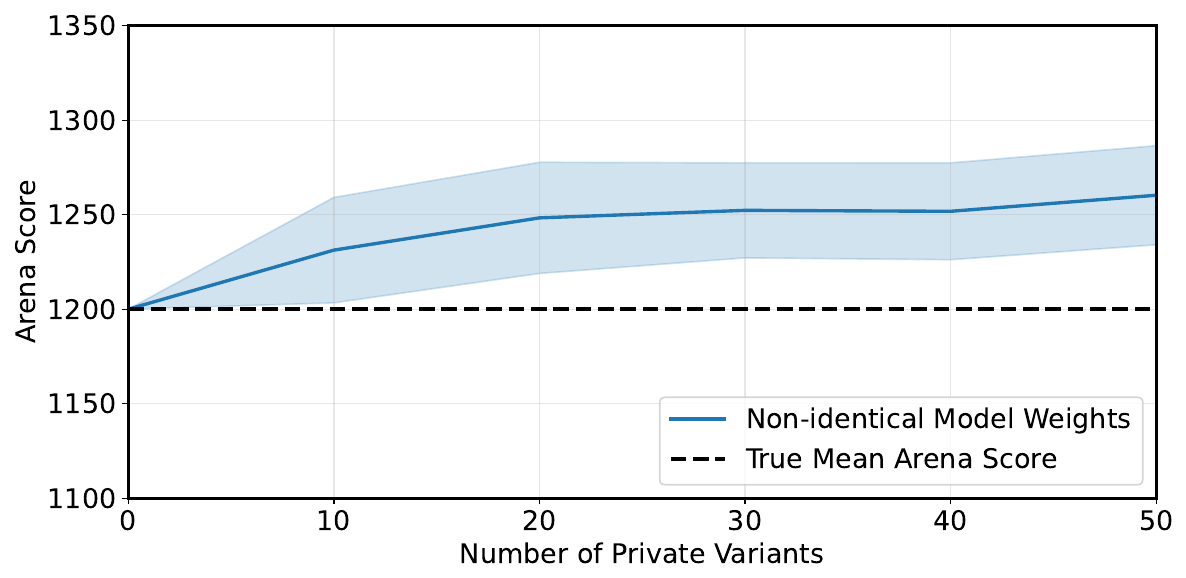 1350
1300
1250
1200
1150
1100
Arena Score
Non-identical Model Weights
True Mean Arena Score
0 10 20 30 40 50
Number of Private Variants